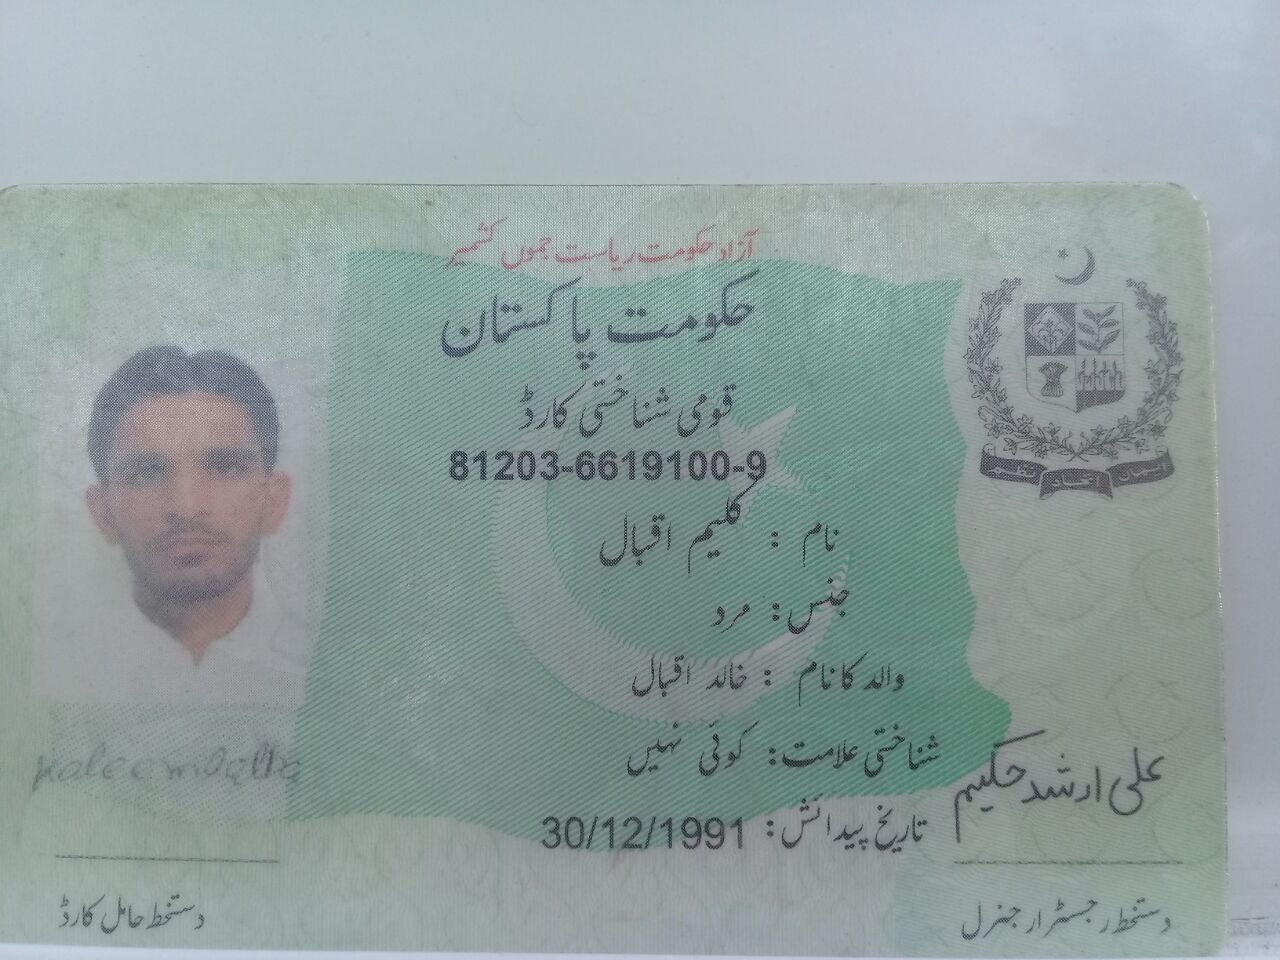 آزاد حکومت ریاست جموں کشمیر
حکومت پاکستان
قومی شناختی کارڈ
81203-6619100-9
نام : کلیم اقبال
جنس : مرد
والد کا نام : خالد اقبال
شناختی علامت: کوئی نہیں
تاریخ پیدائش: 30/12/1991
ایمان اتحاد نظیم
علی ارشد حکیم
دستخط رجسٹرار جنرل
دستخط حامل کارڈ